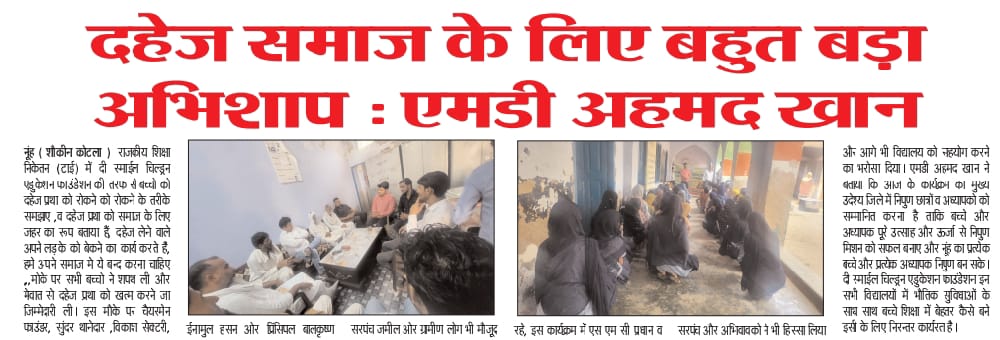 दहेज समाज के लिए बहुत बड़ा
अभिशाप : एमडी अहमद खान
नूंह ( शौकीन कोटला ) राजकीय शिक्षा
निकेतन (टाई) में दी स्माईल चिल्ड्रन
एडुकेशन फाउंडेशन की तरफ से बच्चो को
दहेज प्रथा को रोकने को रोकने के तरीके
समझाए ,व दहेज प्रथा को समाज के लिए
जहर का रूप बताया हैं, दहेज लेने वाले
अपने लड़के को बेकने का कार्य करते है,
हमे अपने समाज मे ये बन्द करना चाहिए
,,मोके पर सभी बच्चो ने शपथ ली और
मेवात से दहेज प्रथा को खत्म करने जा
जिम्मेदारी ली। इस मौके पर चैयरमेन
फाउंडर, सुंदर थानेदार ,विकाश सेक्टरी,
ईनामुल हसन ओर प्रिंसिपल बालकृष्ण
सरपंच जमील ओर ग्रामीण लोग भी मौजूद
रहे, इस कार्यक्रम में एस एम सी प्रधान व
सरपंच और अभिवावको ने भी हिस्सा लिया
और आगे भी विद्यालय को सहयोग करने
का भरोसा दिया। एमडी अहमद खान ने
बताया कि आज के कार्यक्रम का मुख्य
उदेश्य जिले में निपुण छात्रों व अध्यापको को
सम्मानित करना है ताकि बच्चे और
अध्यापक पूरे उत्साह और ऊर्जा से निपुण
मिशन को सफल बनाए और नूंह का प्रत्येक
बच्चे और प्रत्येक अध्यापक निपुण बन सके।
दी स्माईल चिल्ड्रन एडुकेशन फाउंडेशन इन
सभी विद्यालयों में भौतिक सुविधाओं के
साथ साथ बच्चे शिक्षा में बेहतर कैसे बने
इसी के लिए निरन्तर कार्यरत है।